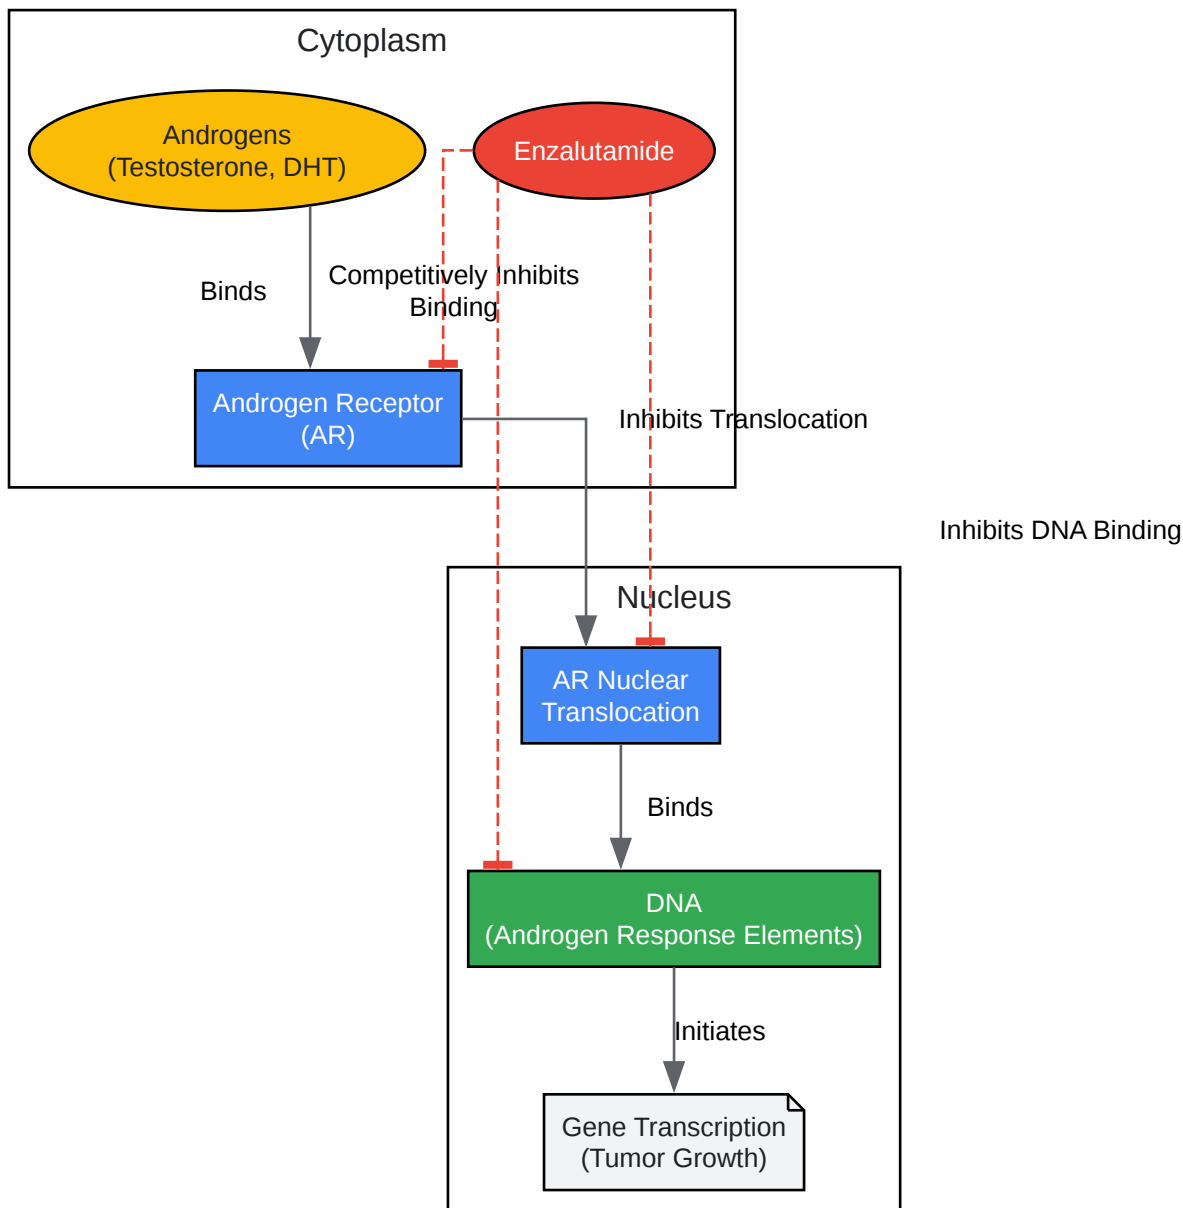 Cytoplasm
Androgens
(Testosterone, DHT)
Enzalutamide
Binds
Competitively Inhibits
Binding
Androgen Receptor
(AR)
Inhibits Translocation
Inhibits DNA Binding
Nucleus
AR Nuclear
Translocation
Binds
DNA
(Androgen Response Elements)
Initiates
Gene Transcription
(Tumor Growth)